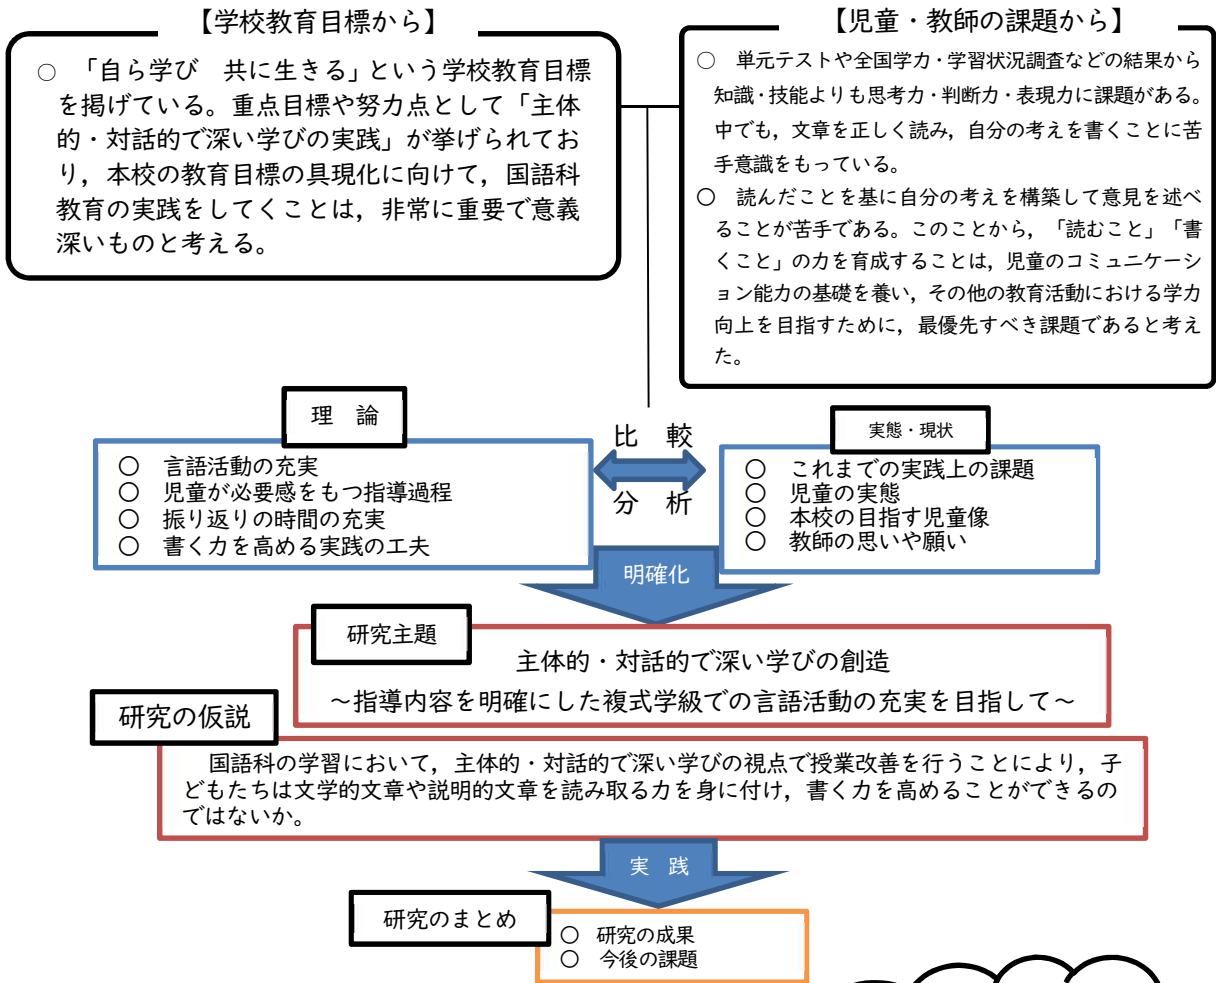 【学校教育目標から】
○　「自ら学び　共に生きる」という学校教育目標
を掲げている。重点目標や努力点として「主体
的・対話的で深い学びの実践」が挙げられてお
り，本校の教育目標の具現化に向けて，国語科
教育の実践をしてくことは，非常に重要で意義
深いものと考える。
【児童・教師の課題から】
○　単元テストや全国学力・学習状況調査などの結果から
知識・技能よりも思考力・判断力・表現力に課題がある。
中でも，文章を正しく読み，自分の考えを書くことに苦
手意識をもっている。
○　読んだことを基に自分の考えを構築して意見を述べ
ることが苦手である。このことから，「読むこと」「書
くこと」の力を育成することは，児童のコミュニケーシ
ョン能力の基礎を養い，その他の教育活動における学力
向上を目指すために，最優先すべき課題であると考え
た。
理　論
○　言語活動の充実
○　児童が必要感をもつ指導過程
○　振り返りの時間の充実
○　書く力を高める実践の工夫
比　較
分　析
実態・現状
○　これまでの実践上の課題
○　児童の実態
○　本校の目指す児童像
○　教師の思いや願い
明確化
研究主題
主体的・対話的で深い学びの創造
～指導内容を明確にした複式学級での言語活動の充実を目指して～
研究の仮説
国語科の学習において，主体的・対話的で深い学びの視点で授業改善を行うことにより，子
どもたちは文学的文章や説明的文章を読み取る力を身に付け，書く力を高めることができるの
ではないか。
実　践
研究のまとめ
○　研究の成果
○　今後の課題